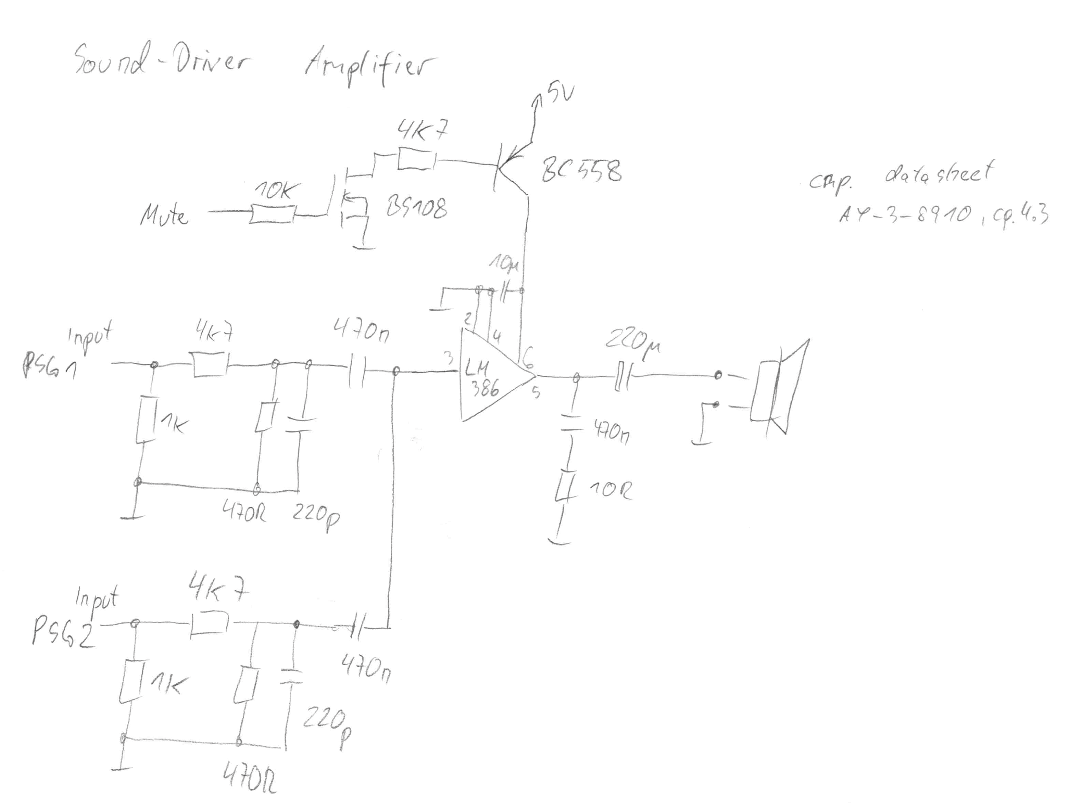 Sound-Driver Amplifier
5V
4K7
BC558
cmp. datasheet
AY-3-8910, cp. 4.3
10K
Mute
BS108
10µ
2
4
Input
PSG1
4K7
470n
3
LM
386
6
5
220µ
1K
470n
470R
220p
10R
Input
PSG2
4K7
470n
1K
220p
470R